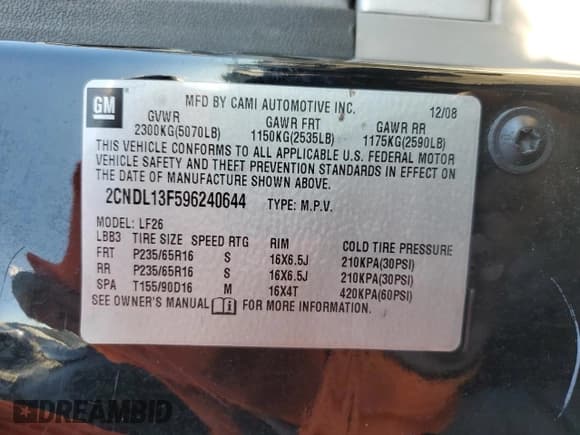 GM
MFD BY CAMI AUTOMOTIVE INC.
12/08
GVWR GAWR FRT GAWR RR
2300KG(5070LB) 1150KG(2535LB) 1175KG(2590LB)
THIS VEHICLE CONFORMS TO ALL APPLICABLE U.S. FEDERAL MOTOR
VEHICLE SAFETY AND THEFT PREVENTION STANDARDS IN EFFECT ON
THE DATE OF MANUFACTURE SHOWN ABOVE.
2CNDL13F596240644 TYPE: M.P.V.
MODEL: LF26
LBB3 TIRE SIZE SPEED RTG RIM COLD TIRE PRESSURE
FRT P235/65R16 S 16X6.5J 210KPA(30PSI)
RR P235/65R16 S 16X6.5J 210KPA(30PSI)
SPA T155/90D16 M 16X4T 420KPA(60PSI)
SEE OWNER'S MANUAL FOR MORE INFORMATION.
DREAMBID